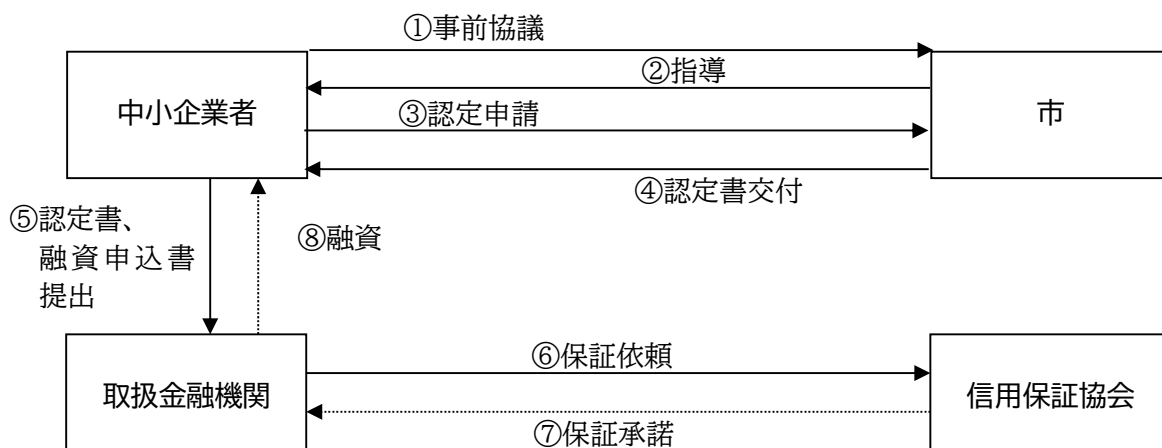 ①事前協議
②指導
中小企業者
市
③認定申請
④認定書交付
⑤認定書、
融資申込書
提出
⑧融資
⑥保証依頼
取扱金融機関
信用保証協会
⑦保証承諾